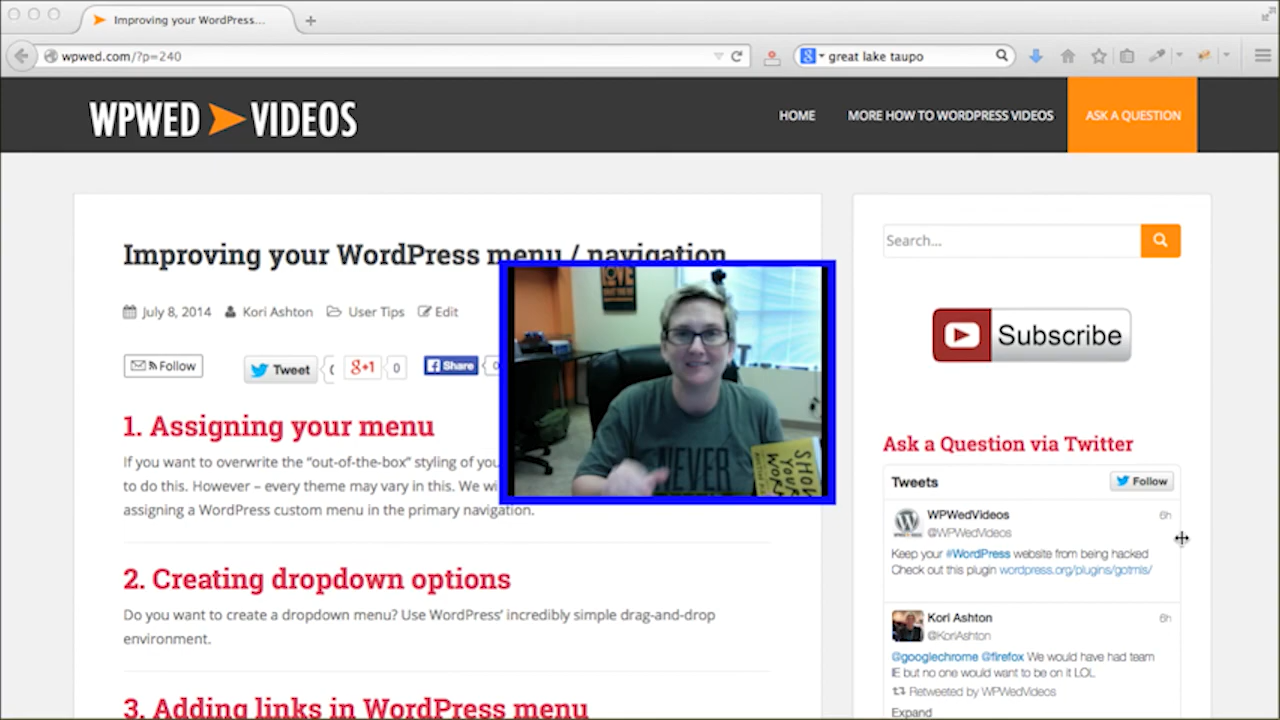 Improving your WordPress...
wpwed.com/?p=240
great lake taupo
WPWED VIDEOS
HOME
MORE HOW TO WORDPRESS VIDEOS
ASK A QUESTION
Improving your WordPress menu / navigation
July 8, 2014 Kori Ashton User Tips Edit
Follow
Tweet
g+1 0
Share
1. Assigning your menu
If you want to overwrite the “out-of-the-box” styling of
to do this. However – every theme may vary in this. We
assigning a WordPress custom menu in the primary navigation.
2. Creating dropdown options
Do you want to create a dropdown menu? Use WordPress’ incredibly simple drag-and-drop
environment.
3. Adding links in WordPress menu
LOVE
NEVER
SHOW
YOUR
WORK
Search...
Subscribe
Ask a Question via Twitter
Tweets
Follow
WPWedVideos 6h
@WPWedVideos
Keep your #WordPress website from being hacked
Check out this plugin wordpress.org/plugins/gotmls/
Kori Ashton 6h
@KoriAshton
@googlechrome @firefox We would have had team
IE but no one would want to be on it LOL
Retweeted by WPWedVideos
Expand